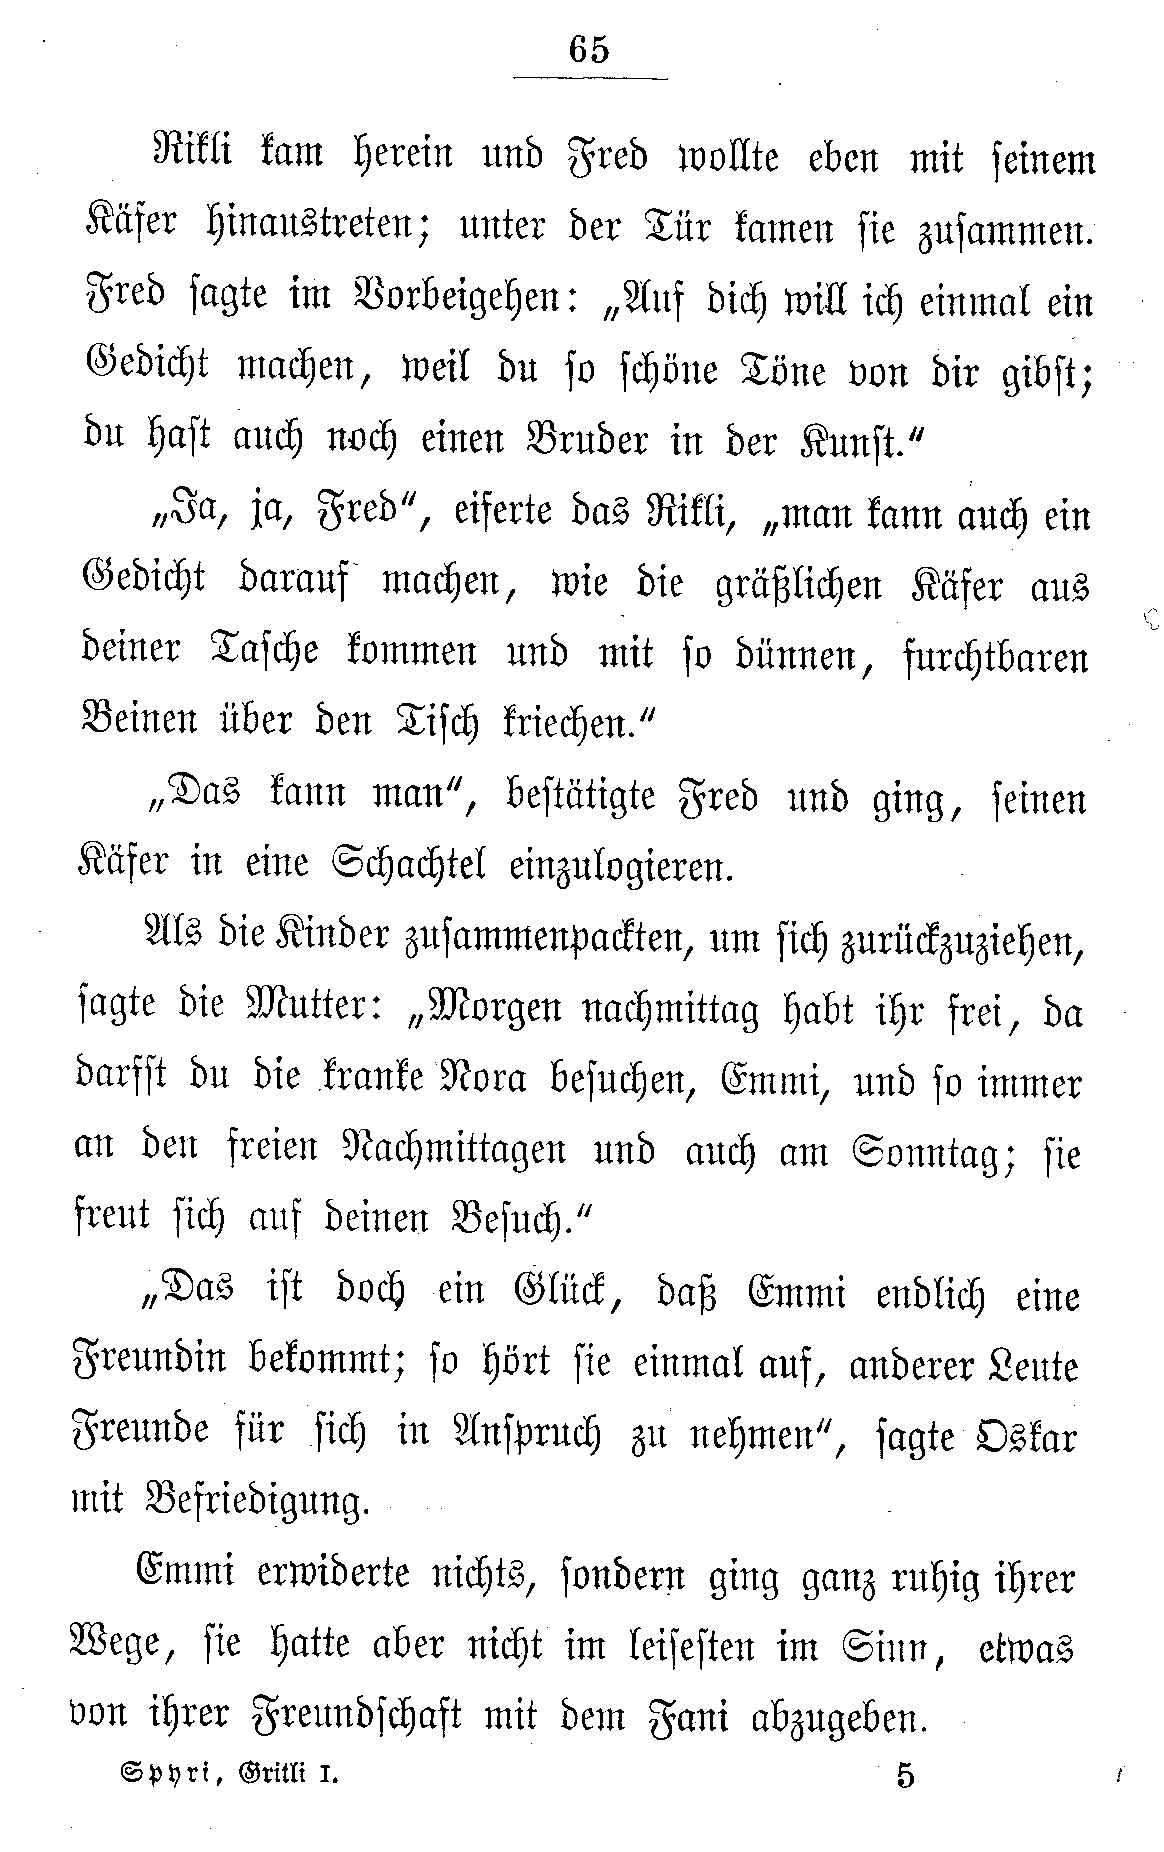 65
Rikli kam herein und Fred wollte eben mit seinem
Käfer hinaustreten; unter der Tür kamen sie zusammen.
Fred sagte im Vorbeigehen: „Auf dich will ich einmal ein
Gedicht machen, weil du so schöne Töne von dir gibst;
du hast auch noch einen Bruder in der Kunst.“
„Ja, ja, Fred“, eiferte das Rikli, „man kann auch ein
Gedicht darauf machen, wie die gräßlichen Käfer aus
deiner Tasche kommen und mit so dünnen, furchtbaren
Beinen über den Tisch kriechen.“
„Das kann man“, bestätigte Fred und ging, seinen
Käfer in eine Schachtel einzulogieren.
Als die Kinder zusammenpackten, um sich zurückzuziehen,
sagte die Mutter: „Morgen nachmittag habt ihr frei, da
darfst du die kranke Nora besuchen, Emmi, und so immer
an den freien Nachmittagen und auch am Sonntag; sie
freut sich auf deinen Besuch.“
„Das ist doch ein Glück, daß Emmi endlich eine
Freundin bekommt; so hört sie einmal auf, anderer Leute
Freunde für sich in Anspruch zu nehmen“, sagte Oskar
mit Befriedigung.
Emmi erwiderte nichts, sondern ging ganz ruhig ihrer
Wege, sie hatte aber nicht im leisesten im Sinn, etwas
von ihrer Freundschaft mit dem Fani abzugeben.
Spyri, Gritli I. 5